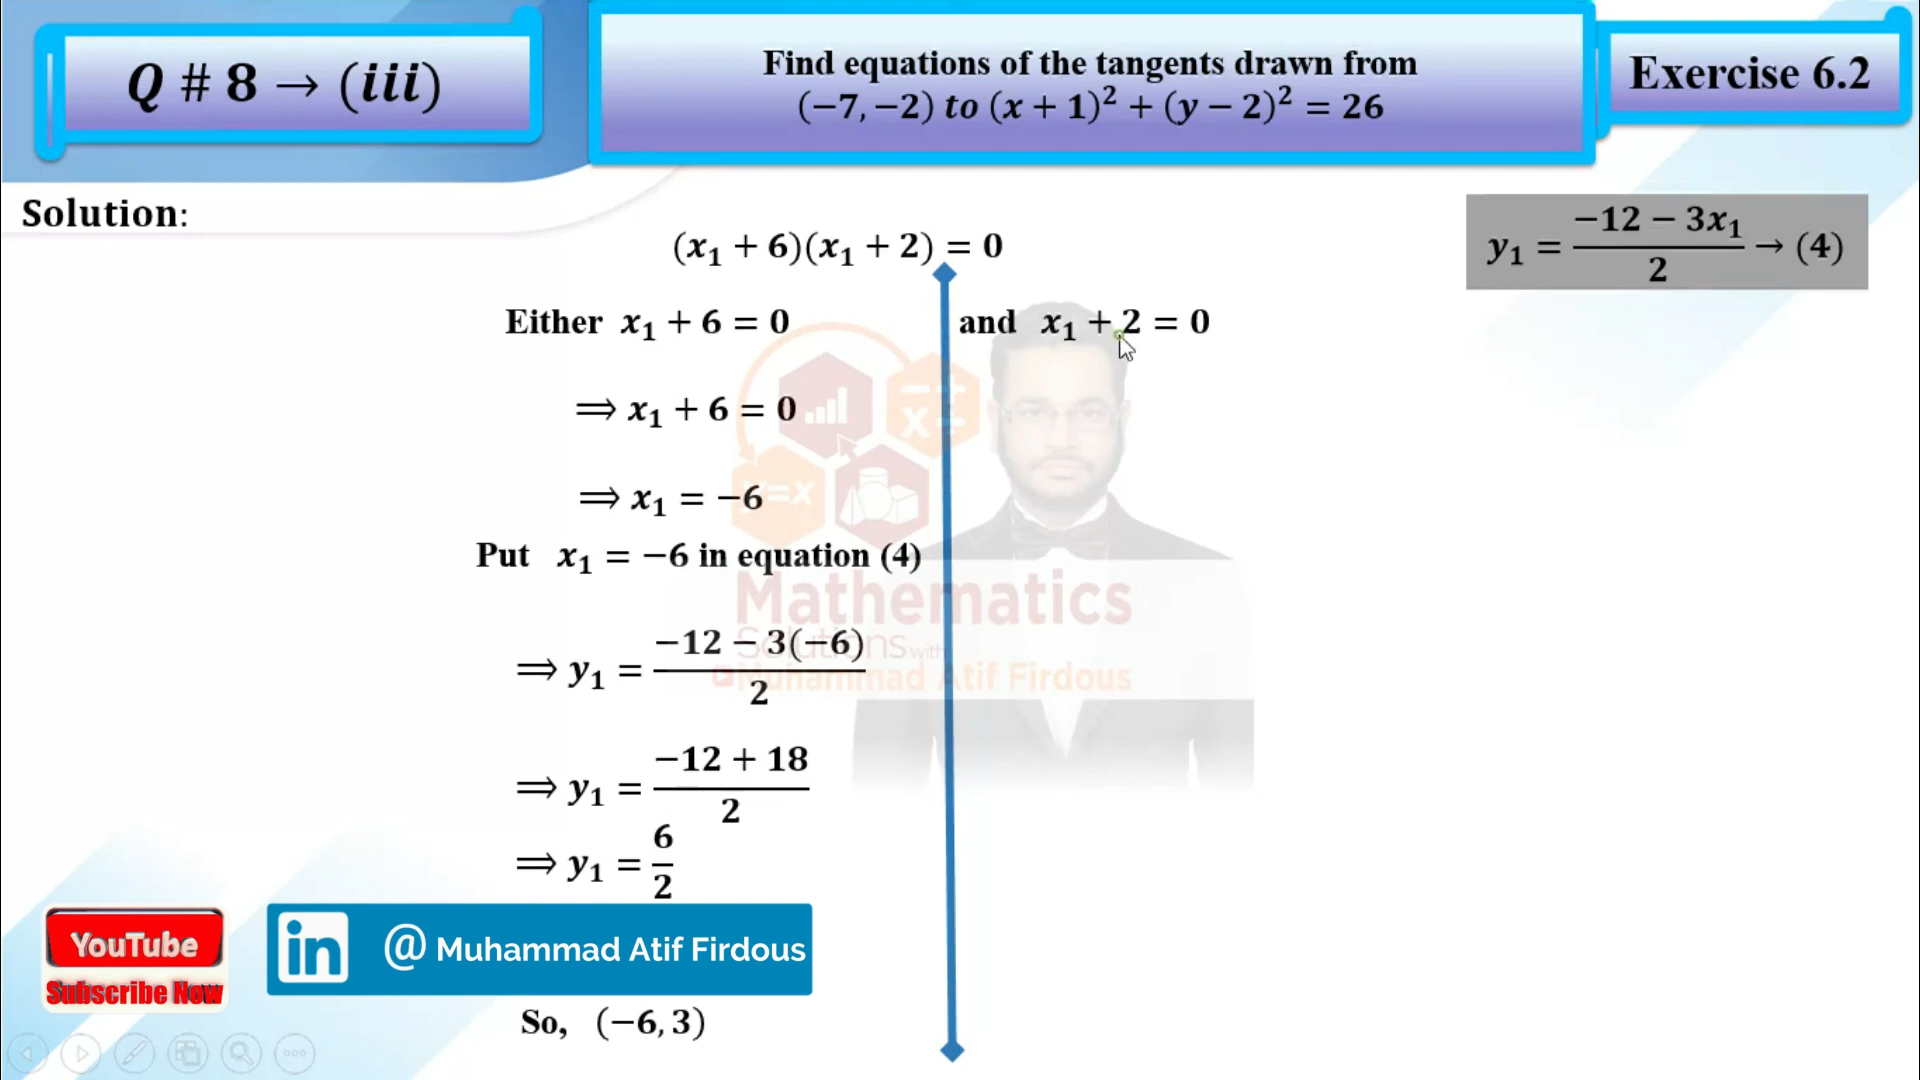 Q # 8 → (iii)
Find equations of the tangents drawn from
(−7, −2) to (x + 1)² + (y − 2)² = 26
Exercise 6.2
Solution:
(x₁ + 6)(x₁ + 2) = 0
y₁ = (−12 − 3x₁)/2 → (4)
Either x₁ + 6 = 0
and x₁ + 2 = 0
⟹ x₁ + 6 = 0
⟹ x₁ = −6
Put x₁ = −6 in equation (4)
⟹ y₁ = (−12 − 3(−6))/2
⟹ y₁ = (−12 + 18)/2
⟹ y₁ = 6/2
So, (−6, 3)
y=x
Mathematics
Solutions with
Muhammad Atif Firdous
YouTube
Subscribe Now
in @ Muhammad Atif Firdous